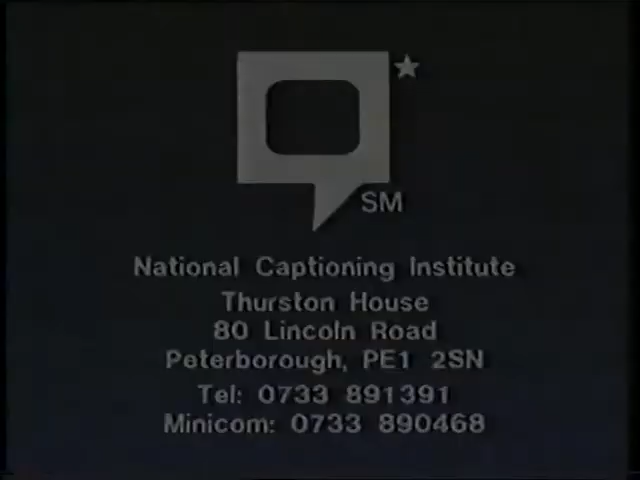 SM
National Captioning Institute
Thurston House
80 Lincoln Road
Peterborough, PE1 2SN
Tel: 0733 891391
Minicom: 0733 890468